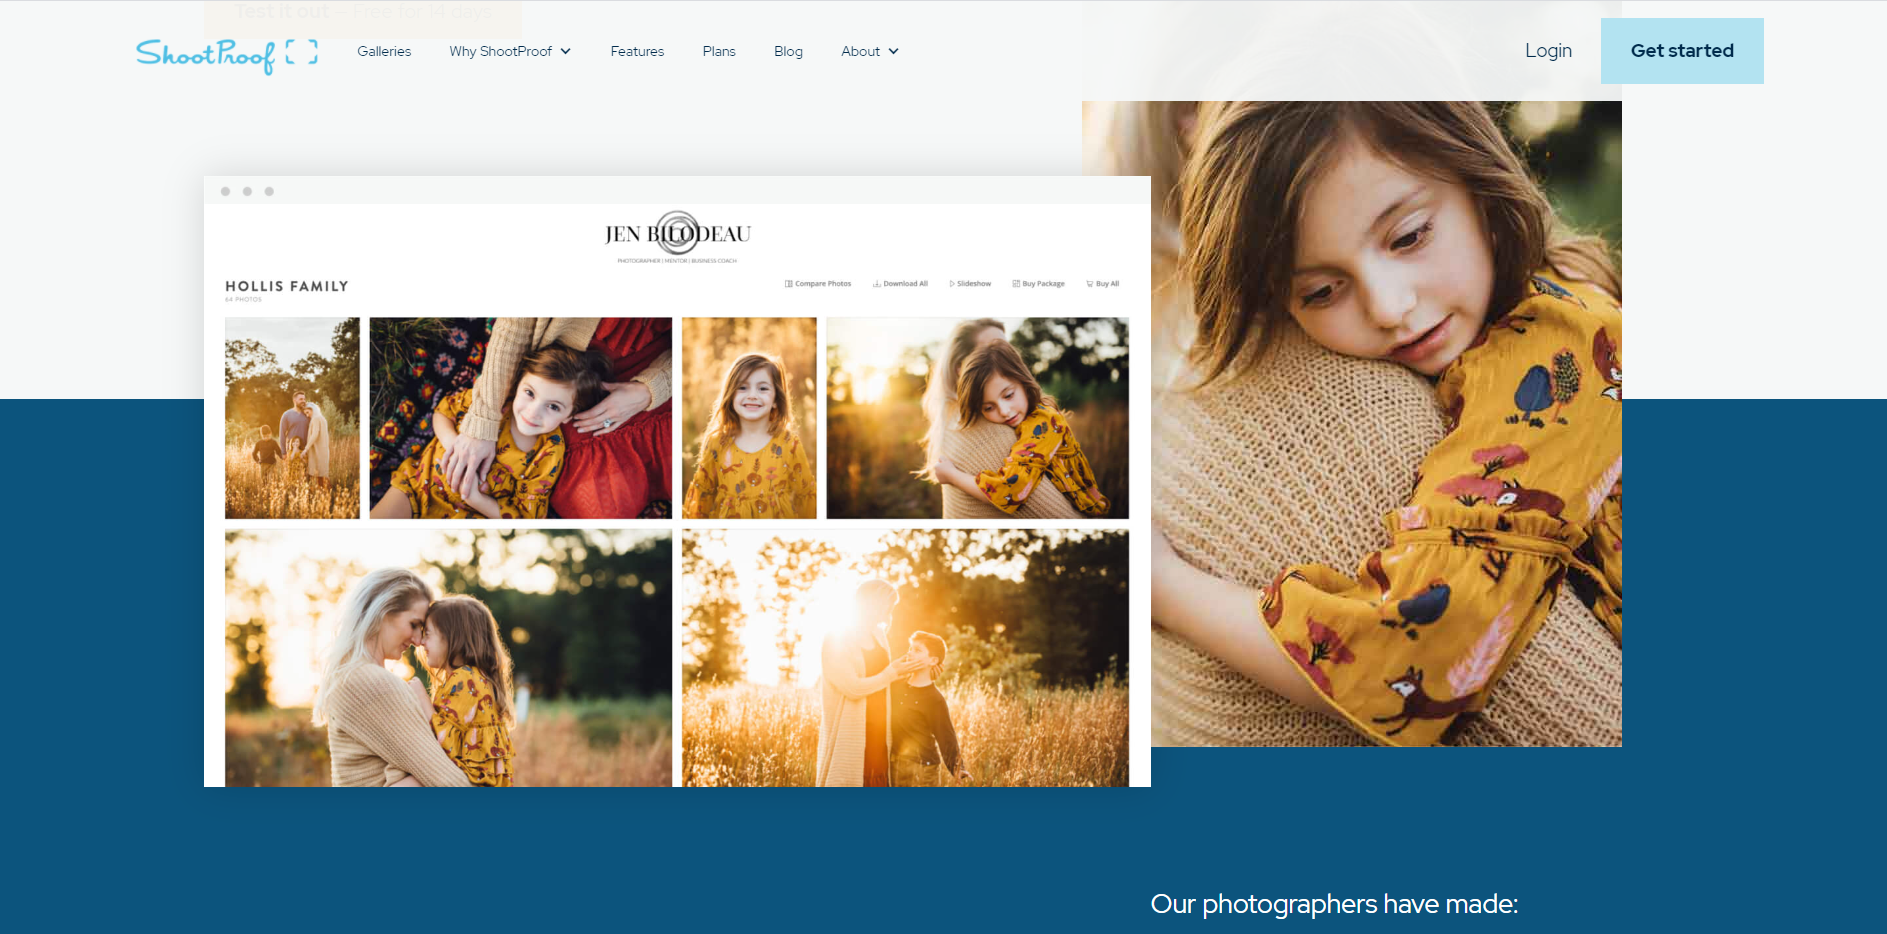 Test it out – Free for 14 days
ShootProof
Galleries Why ShootProof Features Plans Blog About
Login Get started
JEN BILODEAU
PHOTOGRAPHER | MENTOR | BUSINESS COACH
HOLLIS FAMILY
64 PHOTOS
Compare Photos Download All Slideshow Buy Package Buy All
Our photographers have made: